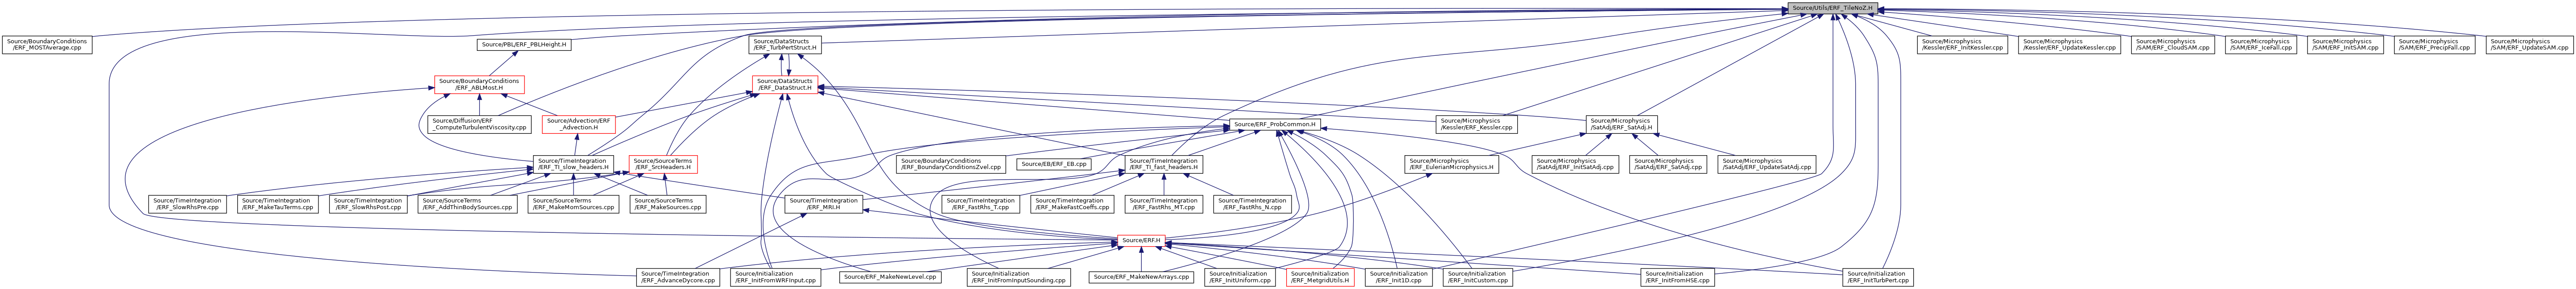 Source/Utils/ERF_TileNoZ.H
Source/BoundaryConditions
/ERF_MOSTAverage.cpp
Source/PBL/ERF_PBLHeight.H
Source/DataStructs
/ERF_TurbPertStruct.H
Source/Microphysics
/Kessler/ERF_InitKessler.cpp
Source/Microphysics
/Kessler/ERF_UpdateKessler.cpp
Source/Microphysics
/SAM/ERF_CloudSAM.cpp
Source/Microphysics
/SAM/ERF_IceFall.cpp
Source/Microphysics
/SAM/ERF_InitSAM.cpp
Source/Microphysics
/SAM/ERF_PrecipFall.cpp
Source/Microphysics
/SAM/ERF_UpdateSAM.cpp
Source/BoundaryConditions
/ERF_ABLMost.H
Source/DataStructs
/ERF_DataStruct.H
Source/Diffusion/ERF
_ComputeTurbulentViscosity.cpp
Source/Advection/ERF
_Advection.H
Source/ERF_ProbCommon.H
Source/Microphysics
/Kessler/ERF_Kessler.cpp
Source/Microphysics
/SatAdj/ERF_SatAdj.H
Source/TimeIntegration
/ERF_TI_slow_headers.H
Source/SourceTerms
/ERF_SrcHeaders.H
Source/BoundaryConditions
/ERF_BoundaryConditionsZvel.cpp
Source/EB/ERF_EB.cpp
Source/TimeIntegration
/ERF_TI_fast_headers.H
Source/Microphysics
/ERF_EulerianMicrophysics.H
Source/Microphysics
/SatAdj/ERF_InitSatAdj.cpp
Source/Microphysics
/SatAdj/ERF_SatAdj.cpp
Source/Microphysics
/SatAdj/ERF_UpdateSatAdj.cpp
Source/TimeIntegration
/ERF_SlowRhsPre.cpp
Source/TimeIntegration
/ERF_MakeTauTerms.cpp
Source/TimeIntegration
/ERF_SlowRhsPost.cpp
Source/SourceTerms
/ERF_AddThinBodySources.cpp
Source/SourceTerms
/ERF_MakeMomSources.cpp
Source/SourceTerms
/ERF_MakeSources.cpp
Source/TimeIntegration
/ERF_MRI.H
Source/TimeIntegration
/ERF_FastRhs_T.cpp
Source/TimeIntegration
/ERF_MakeFastCoeffs.cpp
Source/TimeIntegration
/ERF_FastRhs_MT.cpp
Source/TimeIntegration
/ERF_FastRhs_N.cpp
Source/ERF.H
Source/TimeIntegration
/ERF_AdvanceDycore.cpp
Source/Initialization
/ERF_InitFromWRFInput.cpp
Source/ERF_MakeNewLevel.cpp
Source/Initialization
/ERF_InitFromInputSounding.cpp
Source/ERF_MakeNewArrays.cpp
Source/Initialization
/ERF_InitUniform.cpp
Source/Initialization
/ERF_MetgridUtils.H
Source/Initialization
/ERF_Init1D.cpp
Source/Initialization
/ERF_InitCustom.cpp
Source/Initialization
/ERF_InitFromHSE.cpp
Source/Initialization
/ERF_InitTurbPert.cpp